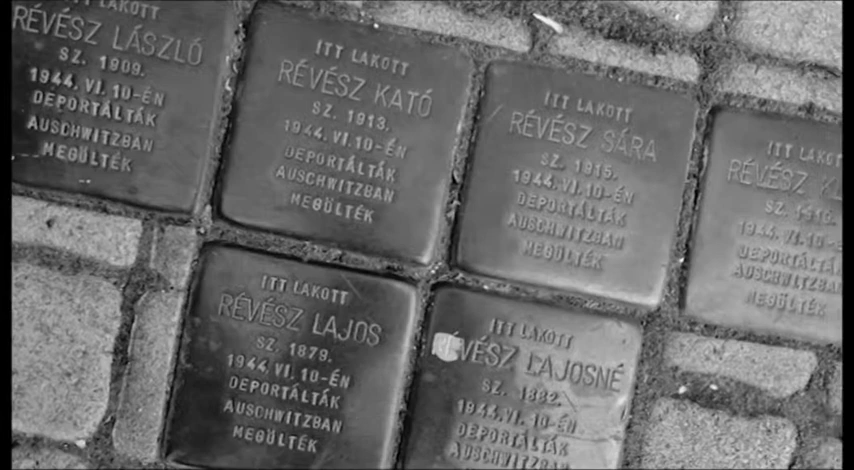 ITT LAKOTT
RÉVÉSZ LÁSZLÓ
SZ. 1909.
1944.VI.10-ÉN
DEPORTÁLTÁK
AUSCHWITZBAN
MEGÖLTÉK
ITT LAKOTT
RÉVÉSZ KATÓ
SZ. 1913.
1944.VI.10-ÉN
DEPORTÁLTÁK
AUSCHWITZBAN
MEGÖLTÉK
ITT LAKOTT
RÉVÉSZ SÁRA
SZ. 1915.
1944.VI.10-ÉN
DEPORTÁLTÁK
AUSCHWITZBAN
MEGÖLTÉK
ITT LAKOTT
RÉVÉSZ
SZ.
1944.VI.10-É
DEPORTÁLTÁK
AUSCHWITZBAN
MEGÖLTÉK
ITT LAKOTT
RÉVÉSZ LAJOS
SZ. 1879.
1944.VI.10-ÉN
DEPORTÁLTÁK
AUSCHWITZBAN
MEGÖLTÉK
ITT LAKOTT
RÉVÉSZ LAJOSNÉ
SZ. 1882.
1944.VI.10-ÉN
DEPORTÁLTÁK
AUSCHWITZBAN